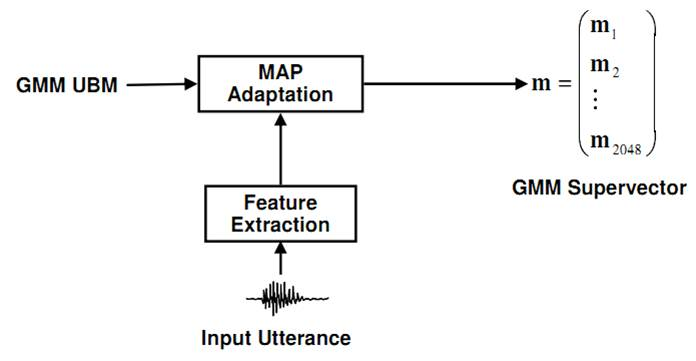 GMM UBM
MAP
Adaptation
m =
m1
m2
⋮
m2048
GMM Supervector
Feature
Extraction
Input Utterance